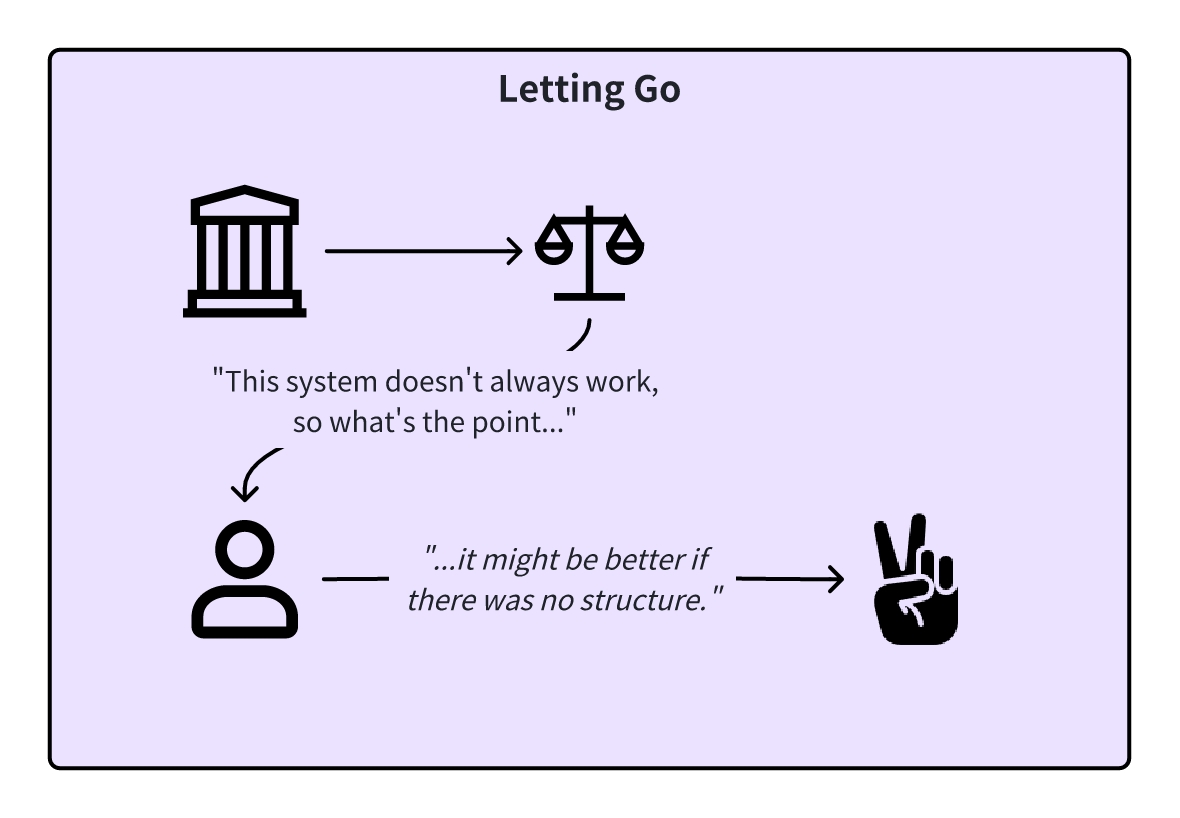 Letting Go
"This system doesn't always work,
so what's the point..."
"...it might be better if
there was no structure."